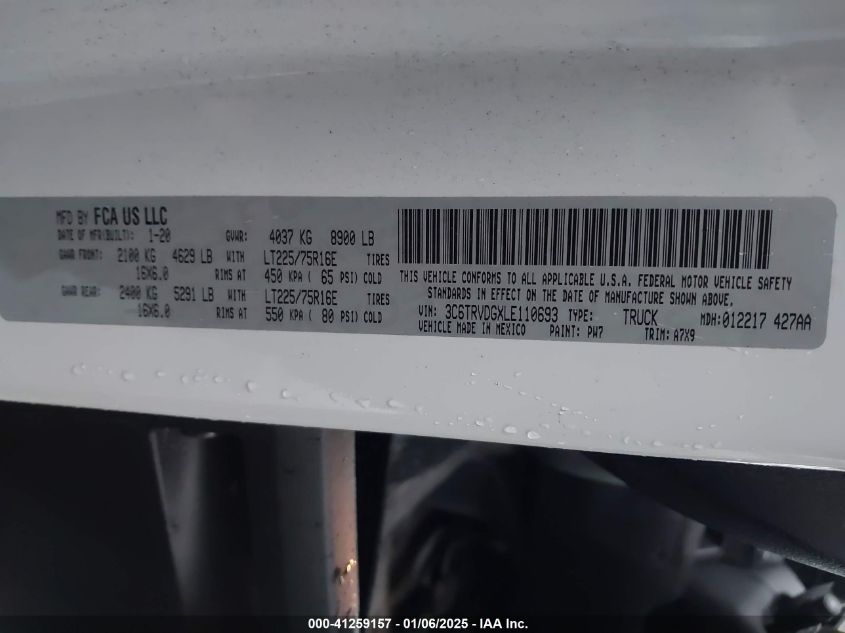 MFD BY FCA US LLC
DATE OF MFR(BUILT): 1-20 GVWR: 4037 KG 8900 LB
GAWR FRONT: 2100 KG 4629 LB WITH LT225/75R16E TIRES
16X6.0 RIMS AT 450 KPA ( 65 PSI) COLD
GAWR REAR: 2400 KG 5291 LB WITH LT225/75R16E TIRES
16X6.0 RIMS AT 550 KPA ( 80 PSI) COLD
THIS VEHICLE CONFORMS TO ALL APPLICABLE U.S.A. FEDERAL MOTOR VEHICLE SAFETY
STANDARDS IN EFFECT ON THE DATE OF MANUFACTURE SHOWN ABOVE.
VIN: 3C6TRVDGXLE110693 TYPE: TRUCK MDH:012217 427AA
VEHICLE MADE IN MEXICO PAINT: PW7 TRIM: A7X9
000-41259157 - 01/06/2025 - IAA Inc.